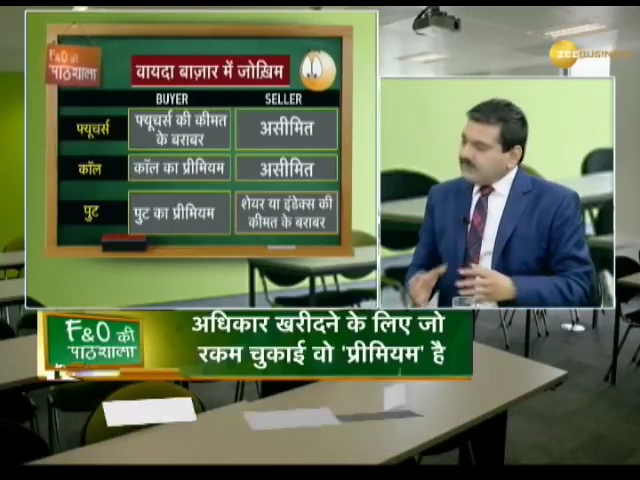 F&O की
पाठशाला
वायदा बाज़ार में जोख़िम
BUYER SELLER
फ्यूचर्स
फ्यूचर्स की कीमत
के बराबर
असीमित
कॉल
कॉल का प्रीमियम
असीमित
पुट
पुट का प्रीमियम
शेयर या इंडेक्स की
कीमत के बराबर
ZEE BUSINESS
F&O की
पाठशाला
अधिकार खरीदने के लिए जो
रकम चुकाई वो 'प्रीमियम' है